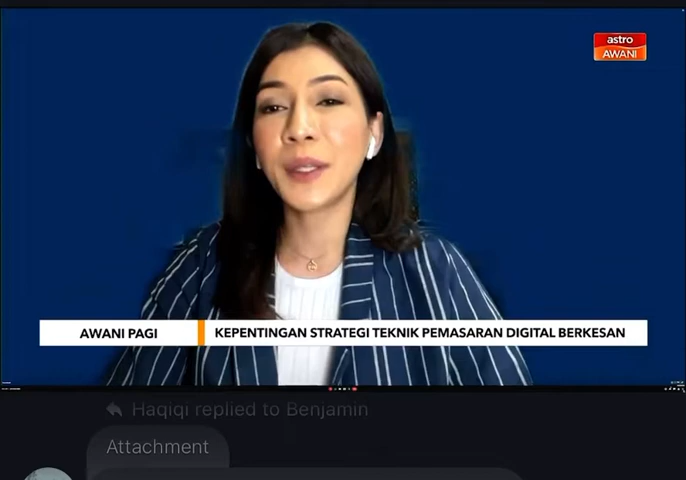 astro
AWANI
AWANI PAGI
KEPENTINGAN STRATEGI TEKNIK PEMASARAN DIGITAL BERKESAN
Haqiqi replied to Benjamin
Attachment